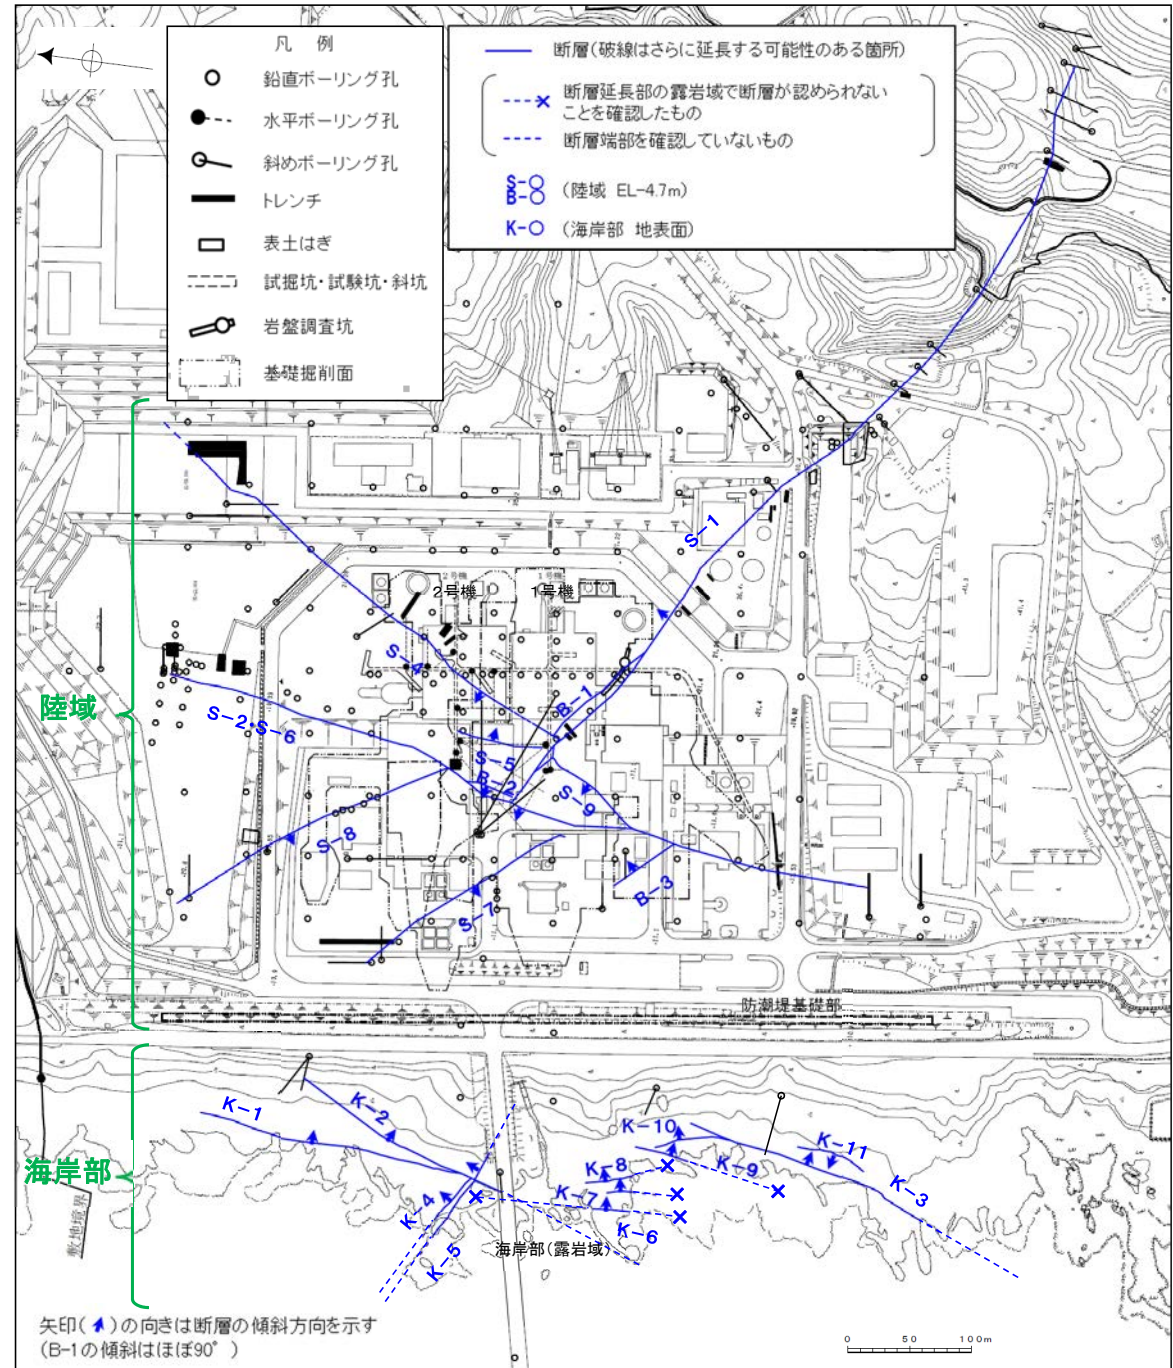 凡 例
鉛直ボーリング孔
水平ボーリング孔
斜めボーリング孔
トレンチ
表土はぎ
試掘坑・試験坑・斜坑
岩盤調査坑
基礎掘削面
断層(破線はさらに延長する可能性のある箇所)
断層延長部の露岩域で断層が認められない
ことを確認したもの
断層端部を確認していないもの
S-○
B-○
(陸域 EL-4.7m)
K-○ (海岸部 地表面)
S-1
2号機
1号機
2号機
1号機
S-4
B-1
陸域
S-2・S-6
S-5
B-2
S-9
S-8
B-3
S-7
防潮堤基礎部
K-1
K-2
K-10
K-11
海岸部
K-8
K-9
K-7
K-3
K-4
K-6
K-5
海岸部(露岩域)
敷地境界
矢印( )の向きは断層の傾斜方向を示す
(B-1の傾斜はほぼ90°)
0 50 100m